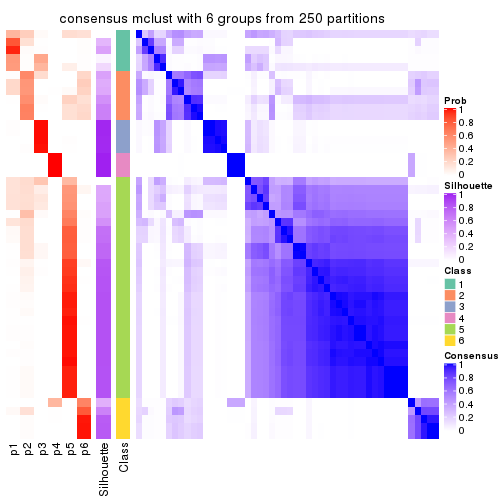 consensus mclust with 6 groups from 250 partitions
Prob
1
0.8
0.6
0.4
0.2
0
Silhouette
1
0.8
0.6
0.4
0.2
0
Class
1
2
3
4
5
6
Consensus
1
0.8
0.6
0.4
0.2
0
p1
p2
p3
p4
p5
p6
Silhouette
Class